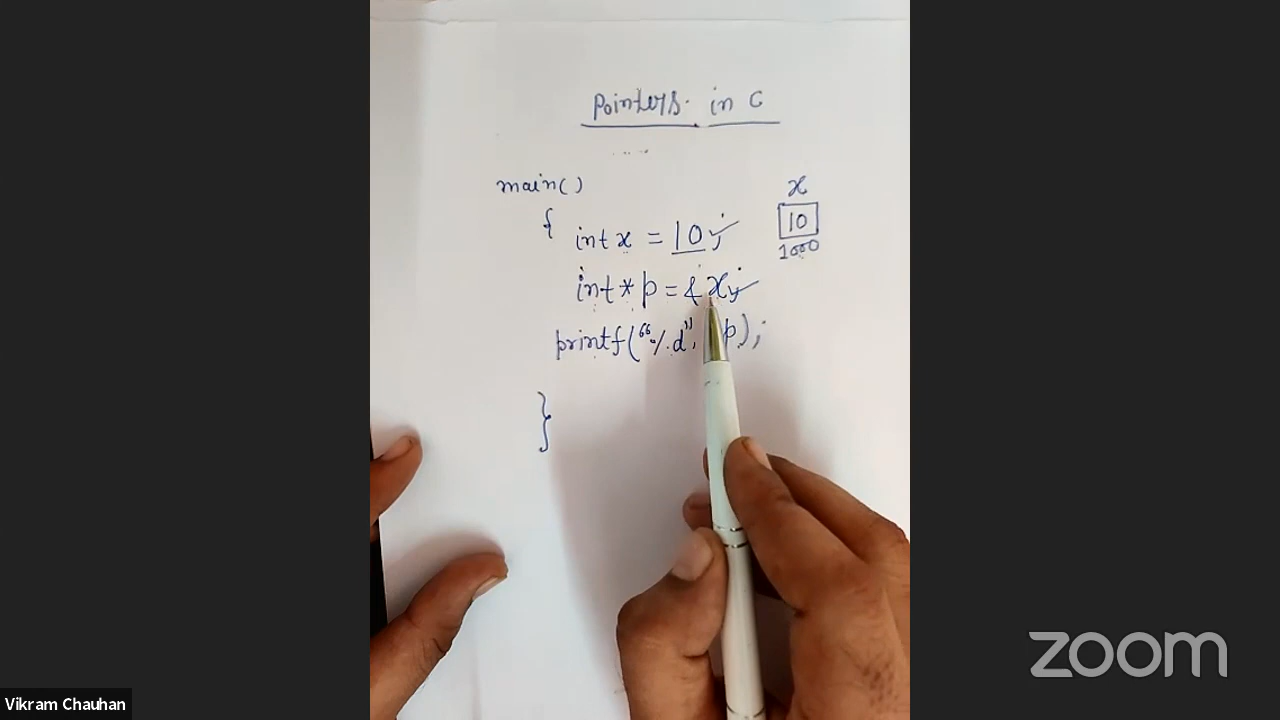 Pointers in C
main()
{
int x = 10;
x
10
1000
int * p = &x;
printf("%d", p);
}
zoom
Vikram Chauhan